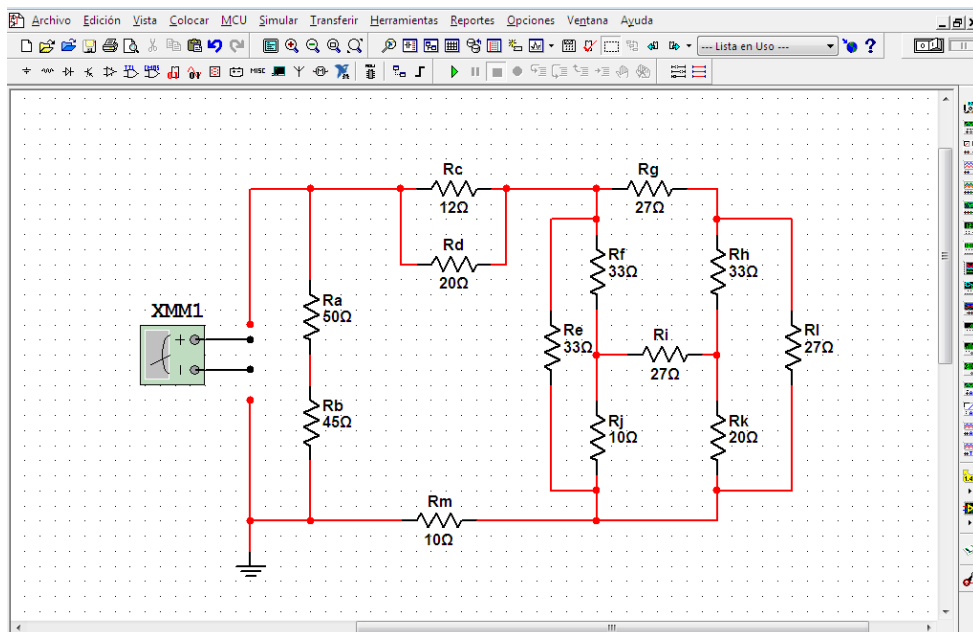 Archivo Edición Vista Colocar MCU Simular Transferir Herramientas Reportes Opciones Ventana Ayuda
--- Lista en Uso ---
MISC
Rc
12Ω
Rg
27Ω
Rd
20Ω
Rf
33Ω
Rh
33Ω
XMM1
Ra
50Ω
Re
33Ω
Ri
27Ω
Rl
27Ω
Rb
45Ω
Rj
10Ω
Rk
20Ω
Rm
10Ω